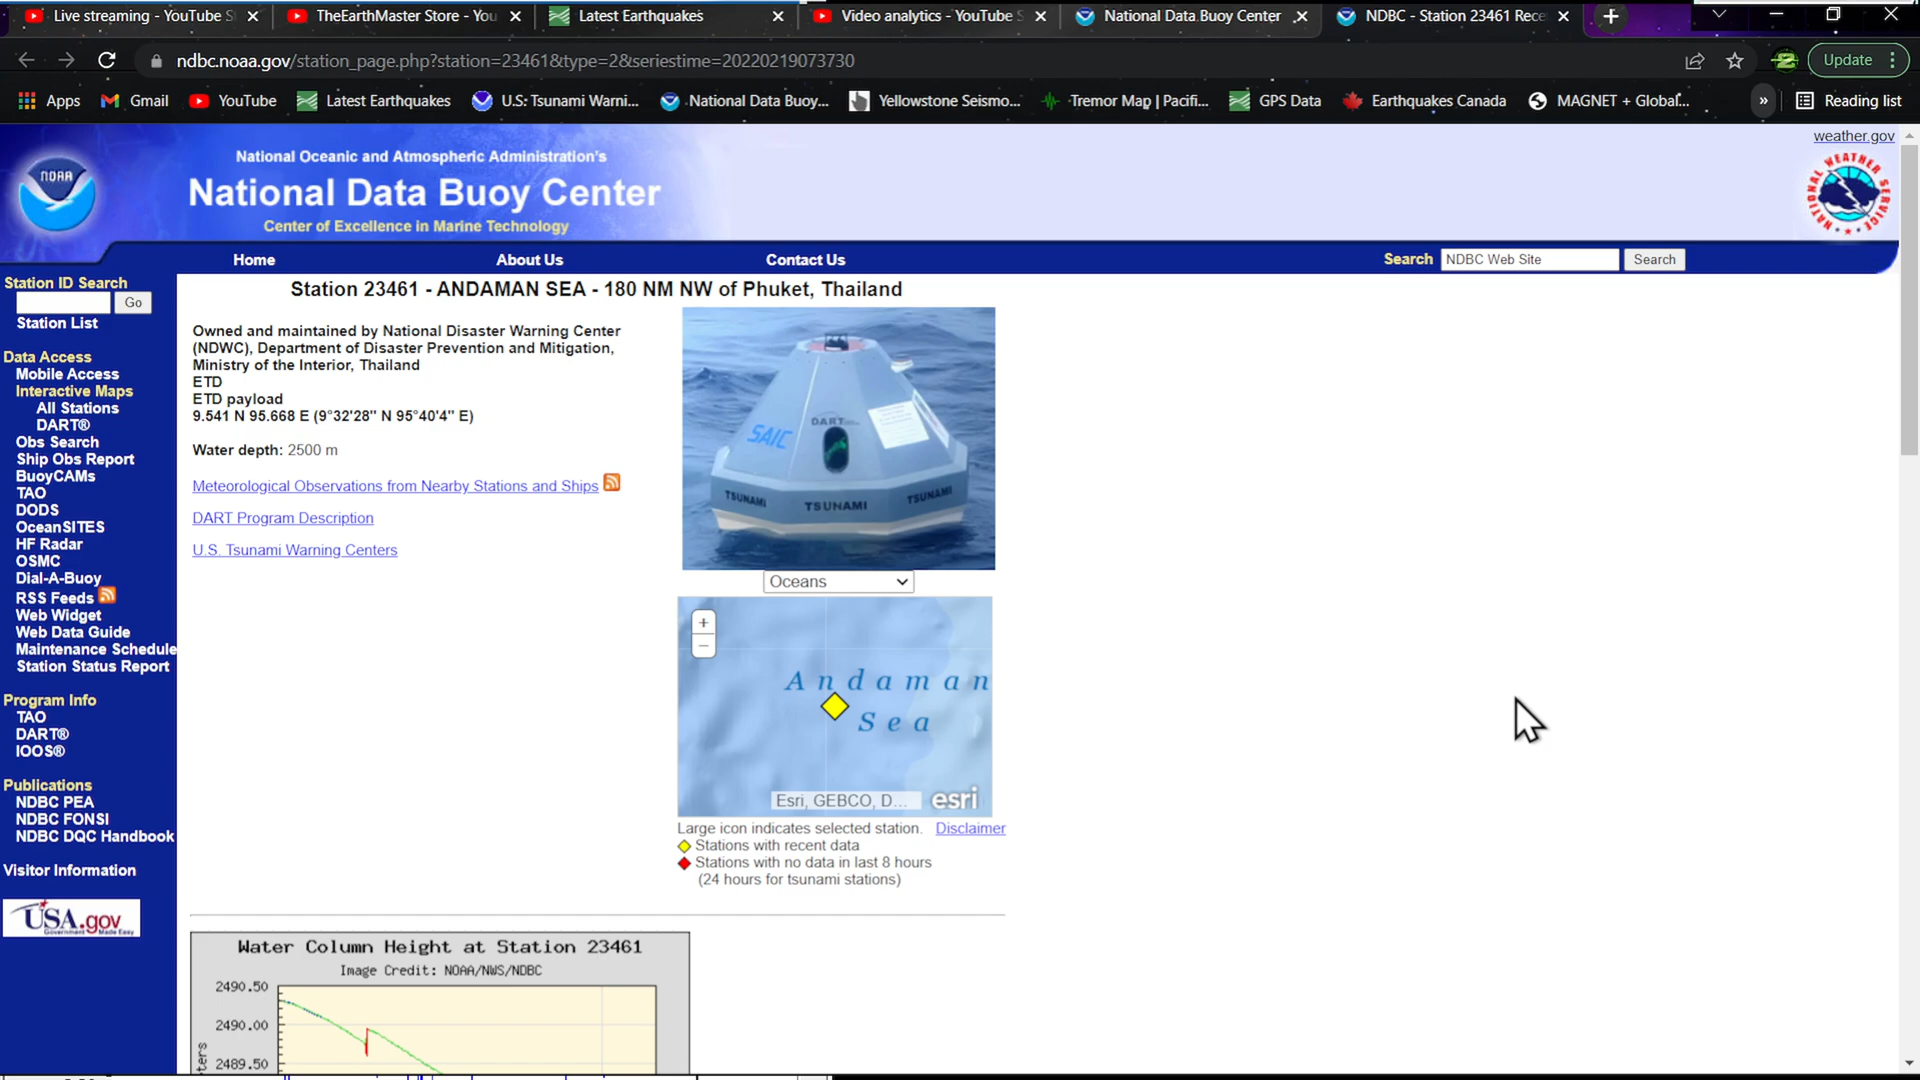 Live streaming - YouTube S
TheEarthMaster Store - You
Latest Earthquakes
Video analytics - YouTube S
National Data Buoy Center
NDBC - Station 23461 Rece
ndbc.noaa.gov/station_page.php?station=23461&type=2&seriestime=20220219073730
Update
Apps
Gmail
YouTube
Latest Earthquakes
U.S. Tsunami Warni...
National Data Buoy...
Yellowstone Seismo...
Tremor Map | Pacifi...
GPS Data
Earthquakes Canada
MAGNET + Global...
»
Reading list
weather.gov
NOAA
National Oceanic and Atmospheric Administration's
National Data Buoy Center
Center of Excellence in Marine Technology
NATIONAL WEATHER SERVICE
Home
About Us
Contact Us
Search
NDBC Web Site
Search
Station ID Search
Go
Station List
Data Access
Mobile Access
Interactive Maps
All Stations
DART®
Obs Search
Ship Obs Report
BuoyCAMs
TAO
DODS
OceanSITES
HF Radar
OSMC
Dial-A-Buoy
RSS Feeds
Web Widget
Web Data Guide
Maintenance Schedule
Station Status Report
Program Info
TAO
DART®
IOOS®
Publications
NDBC PEA
NDBC FONSI
NDBC DQC Handbook
Visitor Information
USA.gov
Government Made Easy
Station 23461 - ANDAMAN SEA - 180 NM NW of Phuket, Thailand
Owned and maintained by National Disaster Warning Center
(NDWC), Department of Disaster Prevention and Mitigation,
Ministry of the Interior, Thailand
ETD
ETD payload
9.541 N 95.668 E (9°32'28" N 95°40'4" E)
Water depth: 2500 m
Meteorological Observations from Nearby Stations and Ships
DART Program Description
U.S. Tsunami Warning Centers
DART
SAIC
TSUNAMI
TSUNAMI
TSUNAMI
Oceans
+
−
Andaman
Sea
Esri, GEBCO, D...
esri
Large icon indicates selected station.
Disclaimer
Stations with recent data
Stations with no data in last 8 hours
(24 hours for tsunami stations)
Water Column Height at Station 23461
Image Credit: NOAA/NWS/NDBC
2490.50
2490.00
2489.50